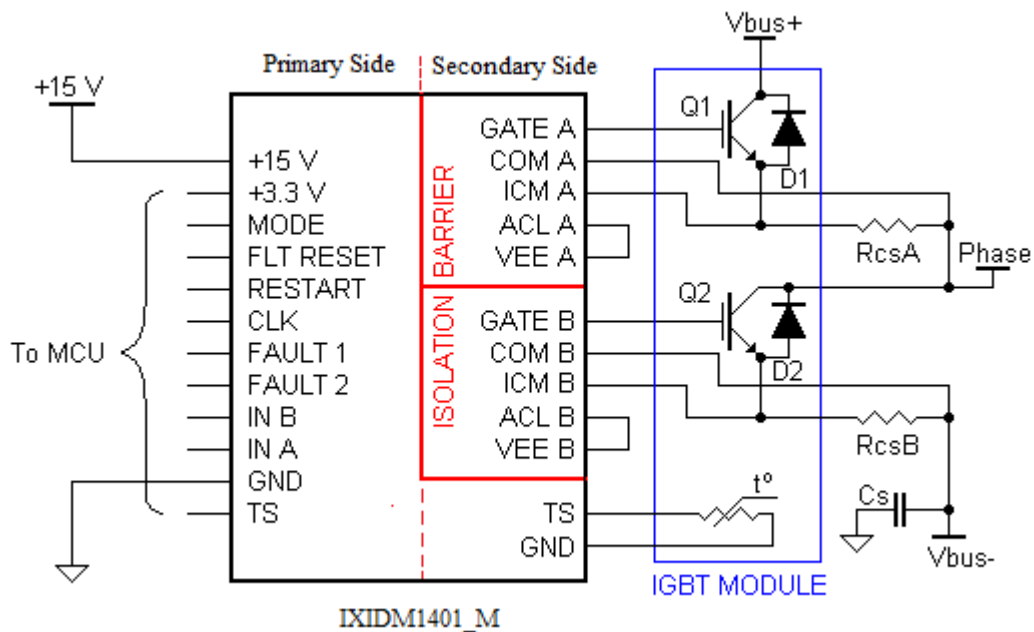 Vbus+
Primary Side
Secondary Side
+15 V
Q1
GATE A
+15 V
COM A
D1
+3.3 V
ICM A
MODE
ACL A
RcsA
FLT RESET
VEE A
Phase
RESTART
BARRIER
Q2
CLK
GATE B
To MCU
FAULT 1
COM B
D2
FAULT 2
ICM B
IN B
ACL B
RcsB
IN A
VEE B
ISOLATION
GND
Cs
TS
TS
t°
GND
Vbus-
IGBT MODULE
IXIDM1401_M